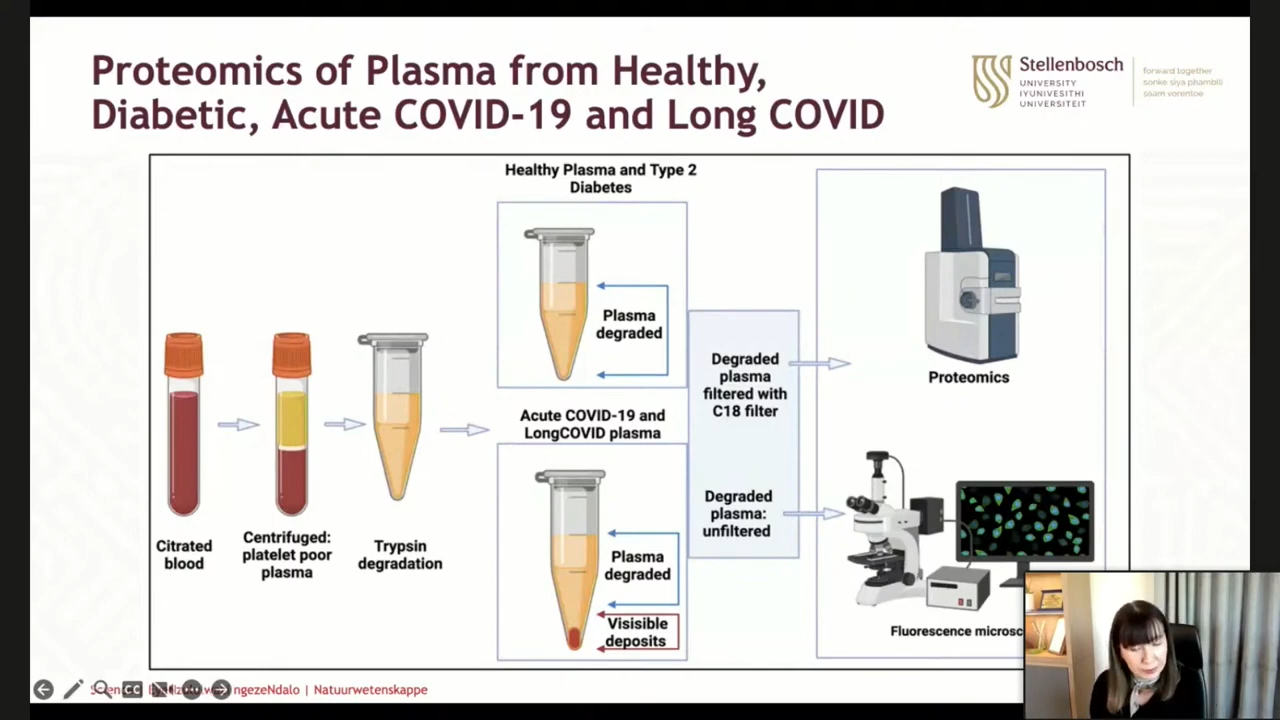 Proteomics of Plasma from Healthy,
Diabetic, Acute COVID-19 and Long COVID
Stellenbosch
UNIVERSITY
IYUNIVESITHI
UNIVERSITEIT
forward together
sonke siya phambili
saam vorentoe
Healthy Plasma and Type 2
Diabetes
Plasma
degraded
Citrated
blood
Centrifuged:
platelet poor
plasma
Trypsin
degradation
Acute COVID-19 and
LongCOVID plasma
Plasma
degraded
Visisible
deposits
Degraded
plasma
filtered with
C18 filter
Degraded
plasma:
unfiltered
Proteomics
Fluorescence microsc
CC
ngezeNdalo | Natuurwetenskappe